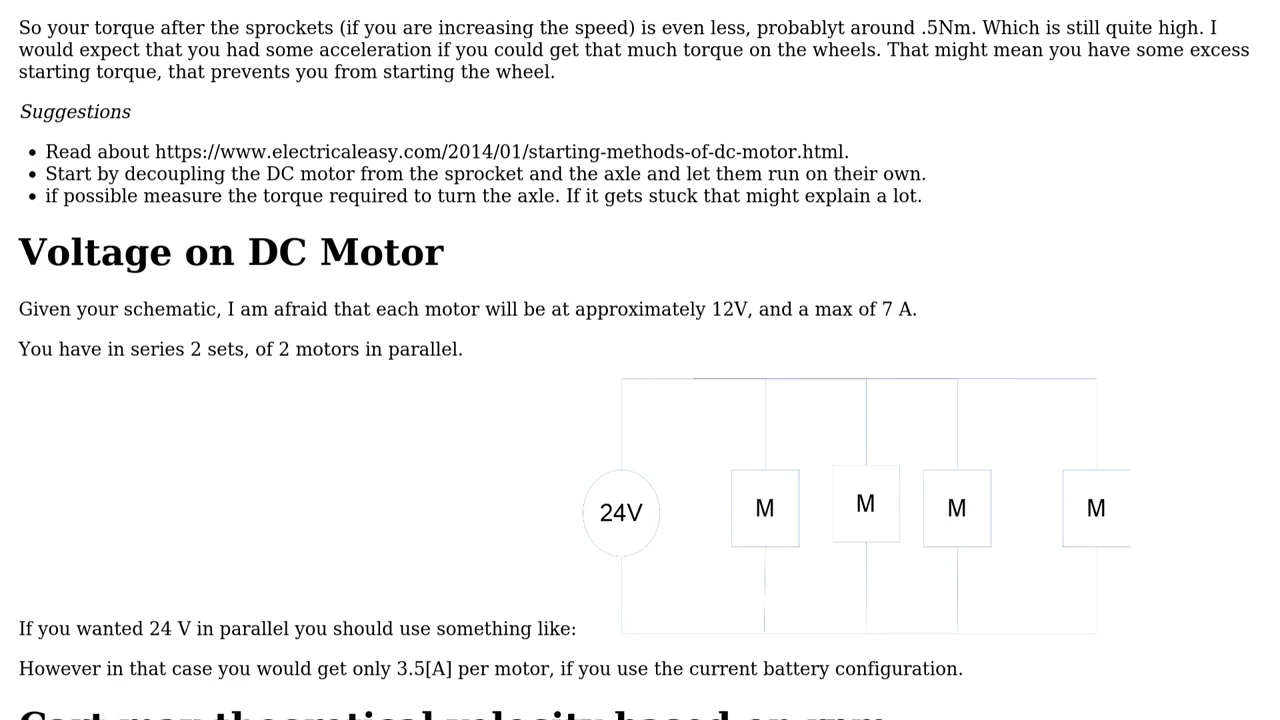 So your torque after the sprockets (if you are increasing the speed) is even less, probablyt around .5Nm. Which is still quite high. I
would expect that you had some acceleration if you could get that much torque on the wheels. That might mean you have some excess
starting torque, that prevents you from starting the wheel.
Suggestions
• Read about https://www.electricaleasy.com/2014/01/starting-methods-of-dc-motor.html.
• Start by decoupling the DC motor from the sprocket and the axle and let them run on their own.
• if possible measure the torque required to turn the axle. If it gets stuck that might explain a lot.
Voltage on DC Motor
Given your schematic, I am afraid that each motor will be at approximately 12V, and a max of 7 A.
You have in series 2 sets, of 2 motors in parallel.
24V M M M M
If you wanted 24 V in parallel you should use something like:
However in that case you would get only 3.5[A] per motor, if you use the current battery configuration.
Cart max theoretical velocity based on rpm